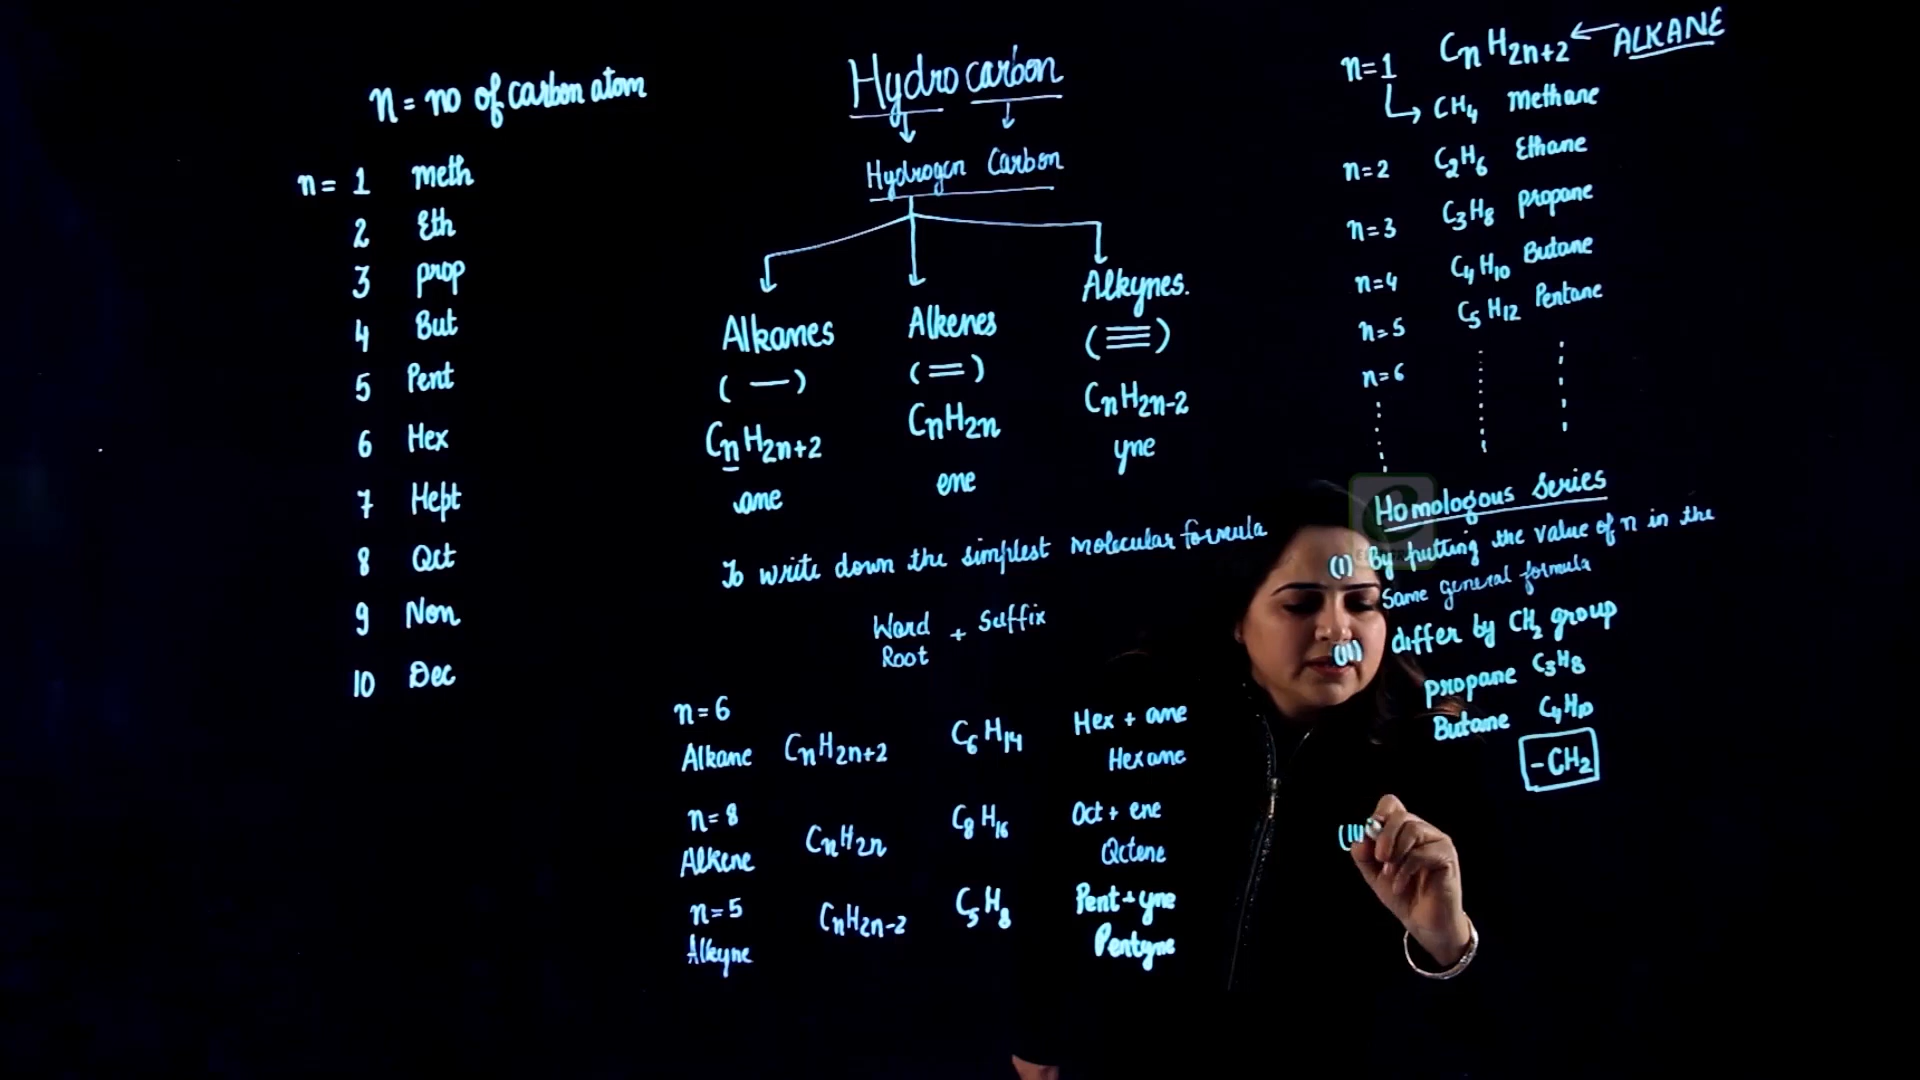 n = no of carbon atom
n = 1 meth
2 Eth
3 prop
4 But
5 Pent
6 Hex
7 Hept
8 Oct
9 Non
10 Dec
Hydrocarbon
Hydrogen Carbon
Alkanes
( — )
CnH2n+2
ane
Alkenes
( = )
CnH2n
ene
Alkynes.
( ≡ )
CnH2n-2
yne
To write down the simplest molecular formula
Word + Suffix
Root
n = 6
Alkane CnH2n+2 C6H14 Hex + ane
Hexane
n = 8
Alkene CnH2n C8H16 Oct + ene
Octene
n = 5
Alkyne CnH2n-2 C5H8 Pent + yne
Pentyne
n=1 CnH2n+2 ← ALKANE
CH4 Methane
n=2 C2H6 Ethane
n=3 C3H8 Propane
n=4 C4H10 Butane
n=5 C5H12 Pentane
n=6
Homologous Series
(I) By putting the value of n in the
Same general formula
(II) differ by CH2 group
propane C3H8
Butane C4H10
-CH2